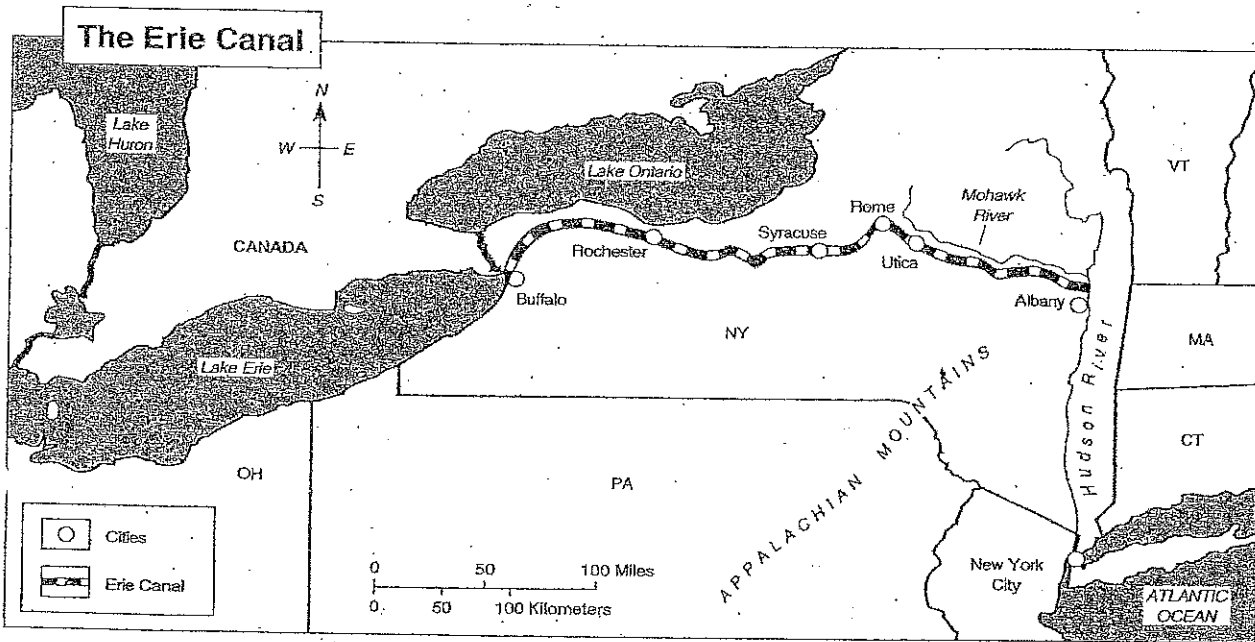 The Erie Canal
Lake
Huron
N
W
E
S
Lake Ontario
VT
Mohawk
River
Rome
CANADA
Syracuse
Rochester
Utica
Buffalo
Albany
NY
MA
Lake Erie
APPALACHIAN MOUNTAINS
Hudson River
CT
OH
PA
Cities
Erie Canal
0 50 100 Miles
0 50 100 Kilometers
New York
City
ATLANTIC
OCEAN